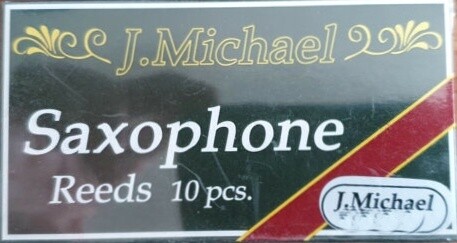 J.Michael
Saxophone
Reeds 10 pcs.
J.Michael